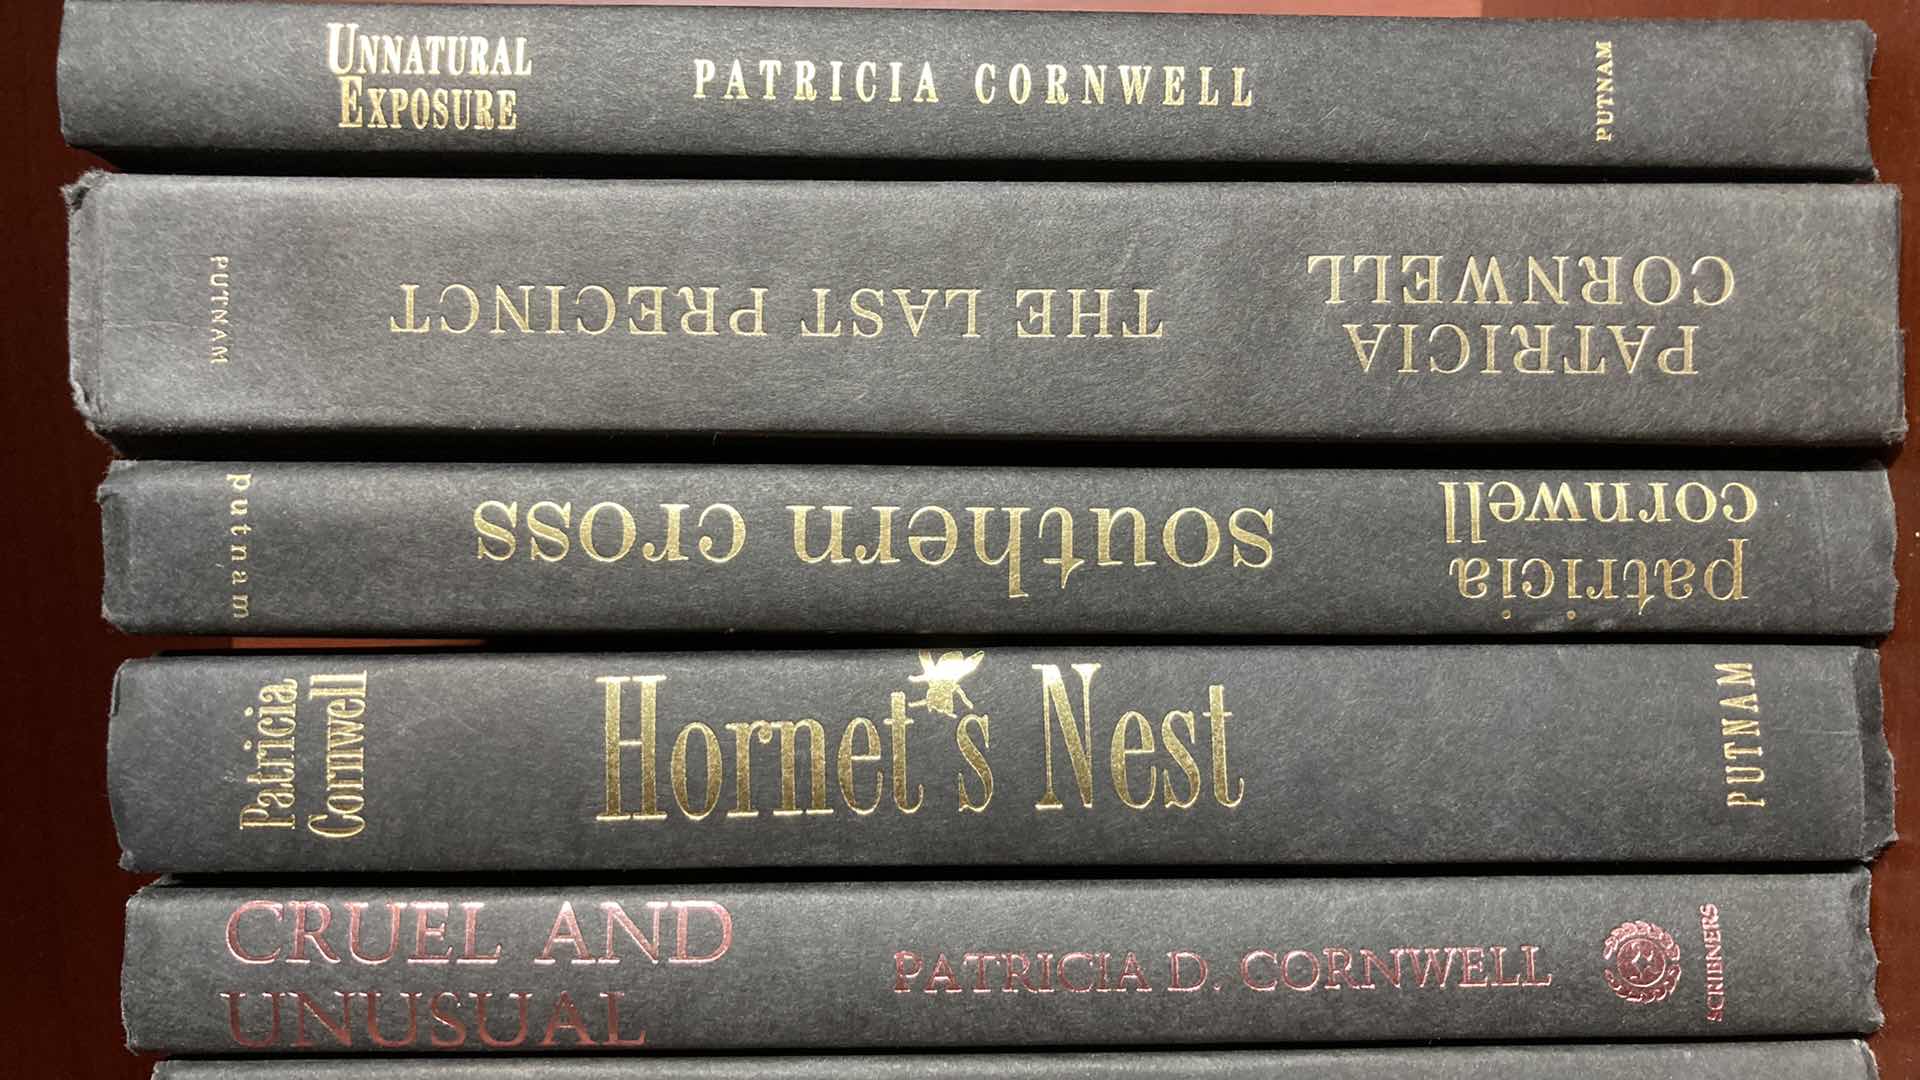 UNNATURAL
EXPOSURE
PATRICIA CORNWELL
PUTNAM
PATRICIA
CORNWELL
THE LAST PRECINCT
PUTNAM
patricia
cornwell
southern cross
putnam
Patricia
Cornwell
Hornet's Nest
PUTNAM
CRUEL AND
UNUSUAL
PATRICIA D. CORNWELL
SCRIBNERS